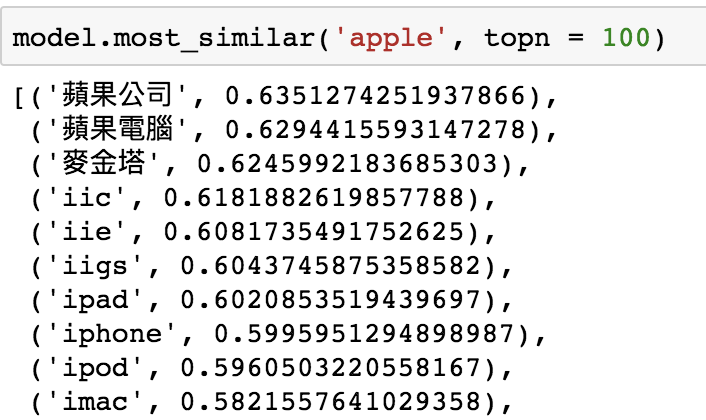 model.most_similar('apple', topn = 100)
[('蘋果公司', 0.6351274251937866),
('蘋果電腦', 0.6294415593147278),
('麥金塔', 0.6245992183685303),
('iic', 0.6181882619857788),
('iie', 0.6081735491752625),
('iigs', 0.6043745875358582),
('ipad', 0.6020853519439697),
('iphone', 0.5995951294898987),
('ipod', 0.5960503220558167),
('imac', 0.5821557641029358),